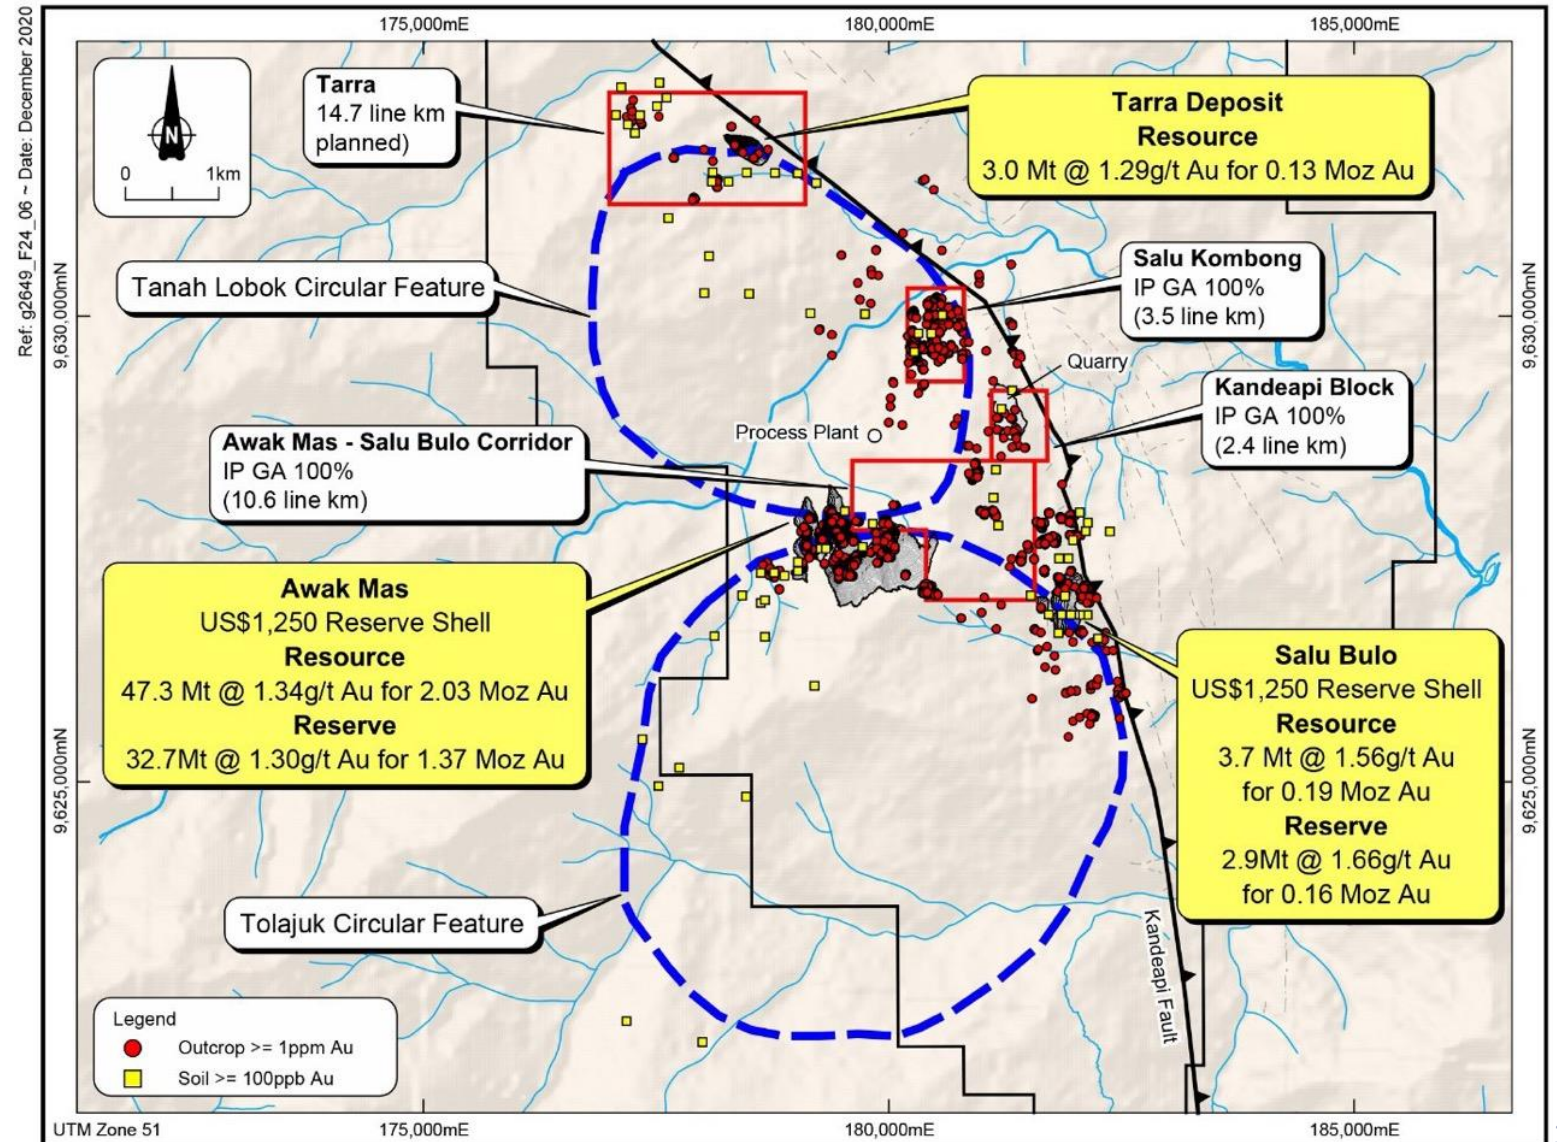 Ref: g2649_F24_06 ~ Date: December 2020
175,000mE
180,000mE
185,000mE
N
0
1km
Tarra
14.7 line km
planned)
Tarra Deposit
Resource
3.0 Mt @ 1.29g/t Au for 0.13 Moz Au
Tanah Lobok Circular Feature
Salu Kombong
IP GA 100%
(3.5 line km)
9,630,000mN
9,630,000mN
Quarry
Kandeapi Block
IP GA 100%
(2.4 line km)
Process Plant
Awak Mas - Salu Bulo Corridor
IP GA 100%
(10.6 line km)
Awak Mas
US$1,250 Reserve Shell
Resource
47.3 Mt @ 1.34g/t Au for 2.03 Moz Au
Reserve
32.7Mt @ 1.30g/t Au for 1.37 Moz Au
Salu Bulo
US$1,250 Reserve Shell
Resource
3.7 Mt @ 1.56g/t Au
for 0.19 Moz Au
Reserve
2.9Mt @ 1.66g/t Au
for 0.16 Moz Au
9,625,000mN
9,625,000mN
Tolajuk Circular Feature
Kandeapi Fault
Legend
Outcrop >= 1ppm Au
Soil >= 100ppb Au
UTM Zone 51
175,000mE
180,000mE
185,000mE